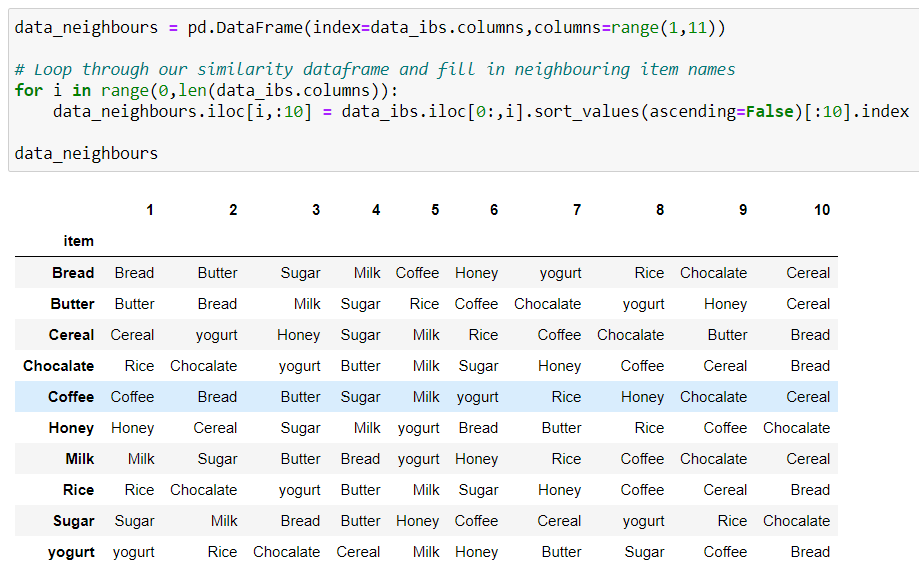 data_neighbours = pd.DataFrame(index=data_ibs.columns,columns=range(1,11))
# Loop through our similarity dataframe and fill in neighbouring item names
for i in range(0,len(data_ibs.columns)):
data_neighbours.iloc[i,:10] = data_ibs.iloc[0:,i].sort_values(ascending=False)[:10].index
data_neighbours
1 2 3 4 5 6 7 8 9 10
item
Bread Bread Butter Sugar Milk Coffee Honey yogurt Rice Chocalate Cereal
Butter Butter Bread Milk Sugar Rice Coffee Chocalate yogurt Honey Cereal
Cereal Cereal yogurt Honey Sugar Milk Rice Coffee Chocalate Butter Bread
Chocalate Rice Chocalate yogurt Butter Milk Sugar Honey Coffee Cereal Bread
Coffee Coffee Bread Butter Sugar Milk yogurt Rice Honey Chocalate Cereal
Honey Honey Cereal Sugar Milk yogurt Bread Butter Rice Coffee Chocalate
Milk Milk Sugar Butter Bread yogurt Honey Rice Coffee Chocalate Cereal
Rice Rice Chocalate yogurt Butter Milk Sugar Honey Coffee Cereal Bread
Sugar Sugar Milk Bread Butter Honey Coffee Cereal yogurt Rice Chocalate
yogurt yogurt Rice Chocalate Cereal Milk Honey Butter Sugar Coffee Bread